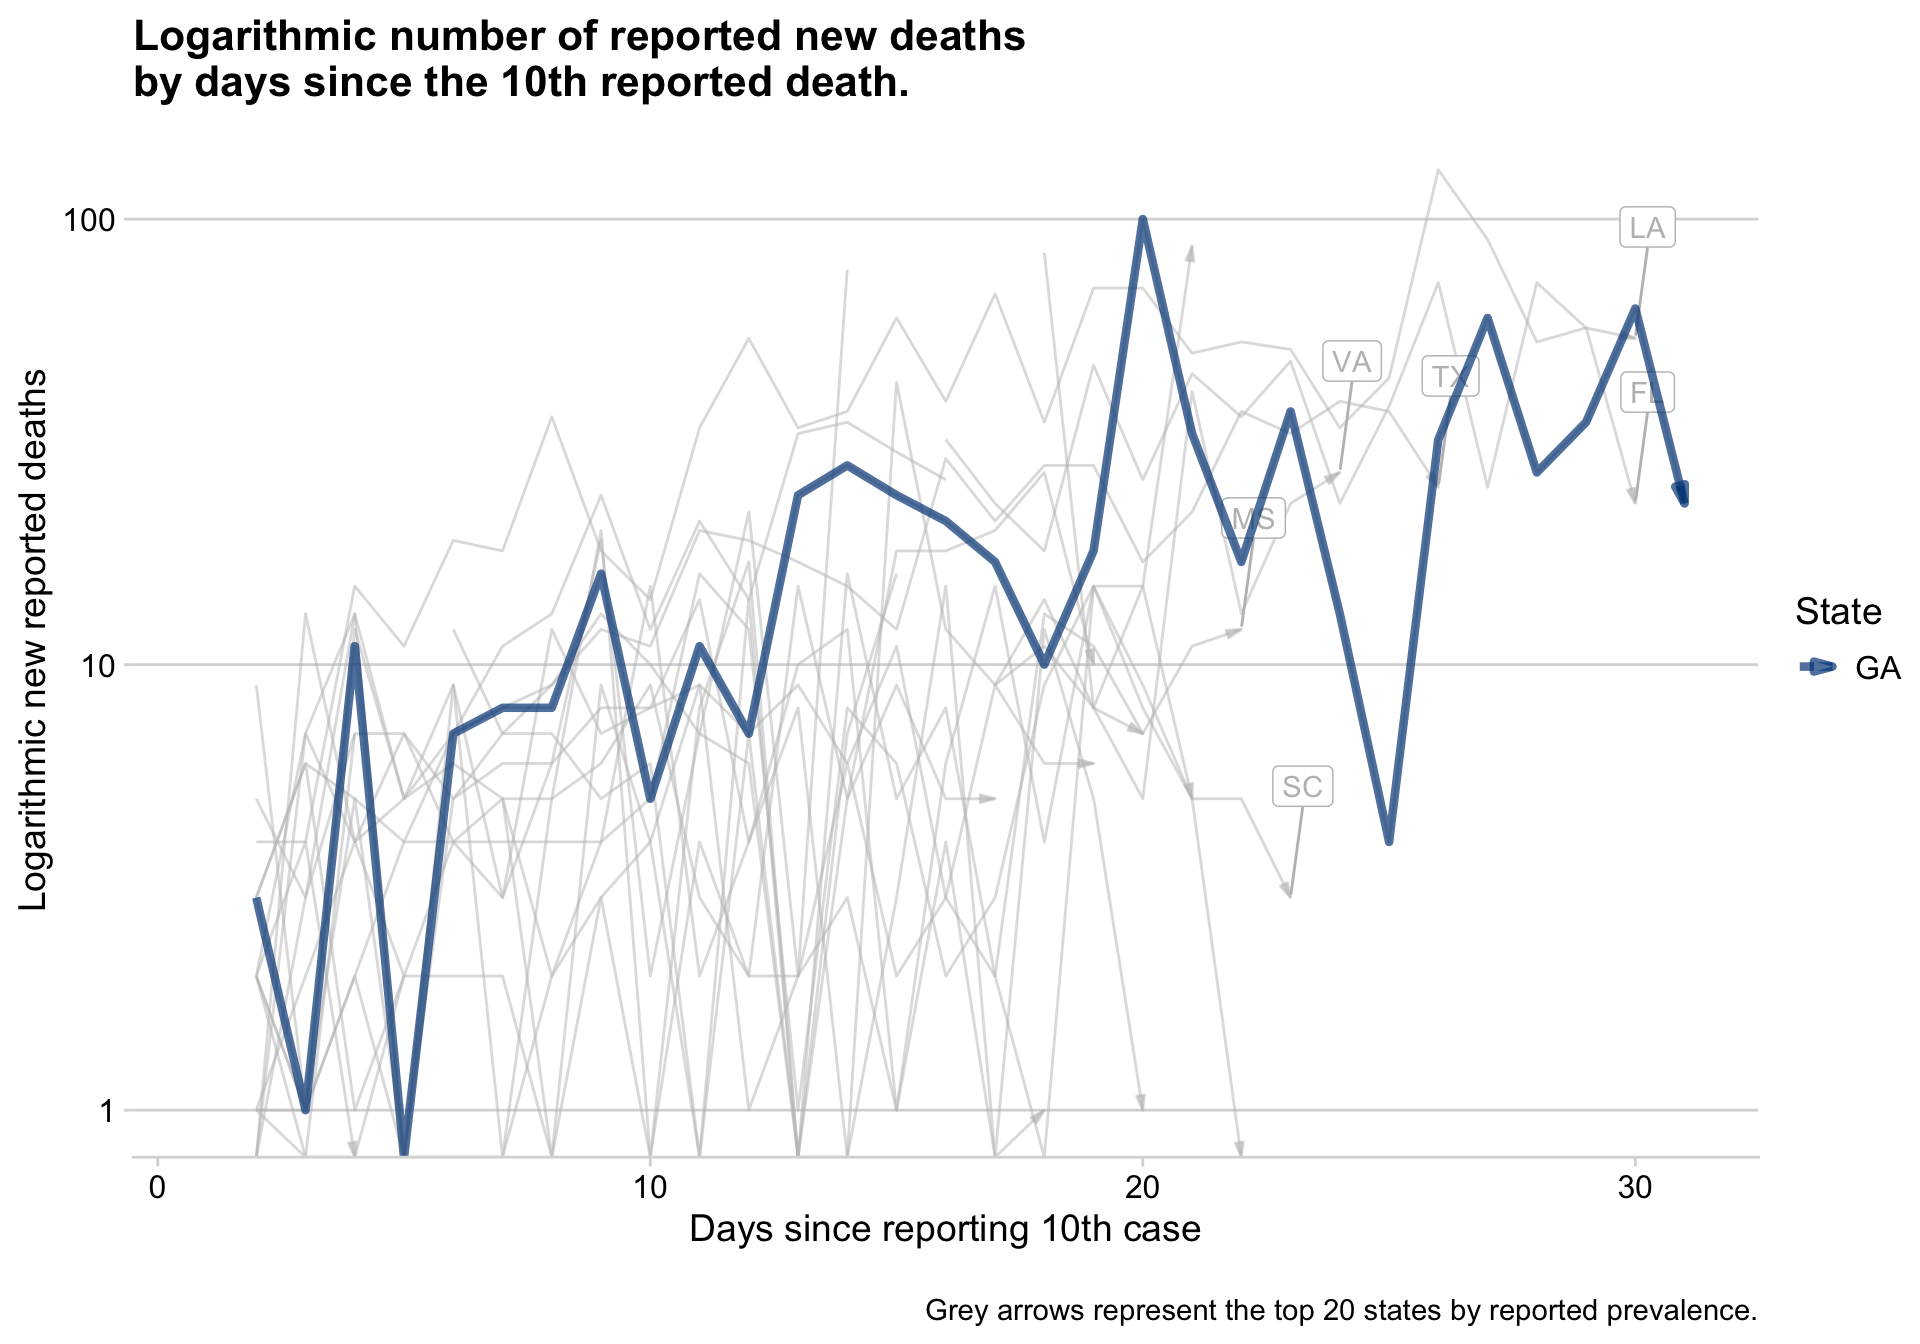 Logarithmic number of reported new deaths
by days since the 10th reported death.
Logarithmic new reported deaths
100
10
1
LA
VA
TX
FL
MS
SC
State
GA
0
10
20
30
Days since reporting 10th case
Grey arrows represent the top 20 states by reported prevalence.